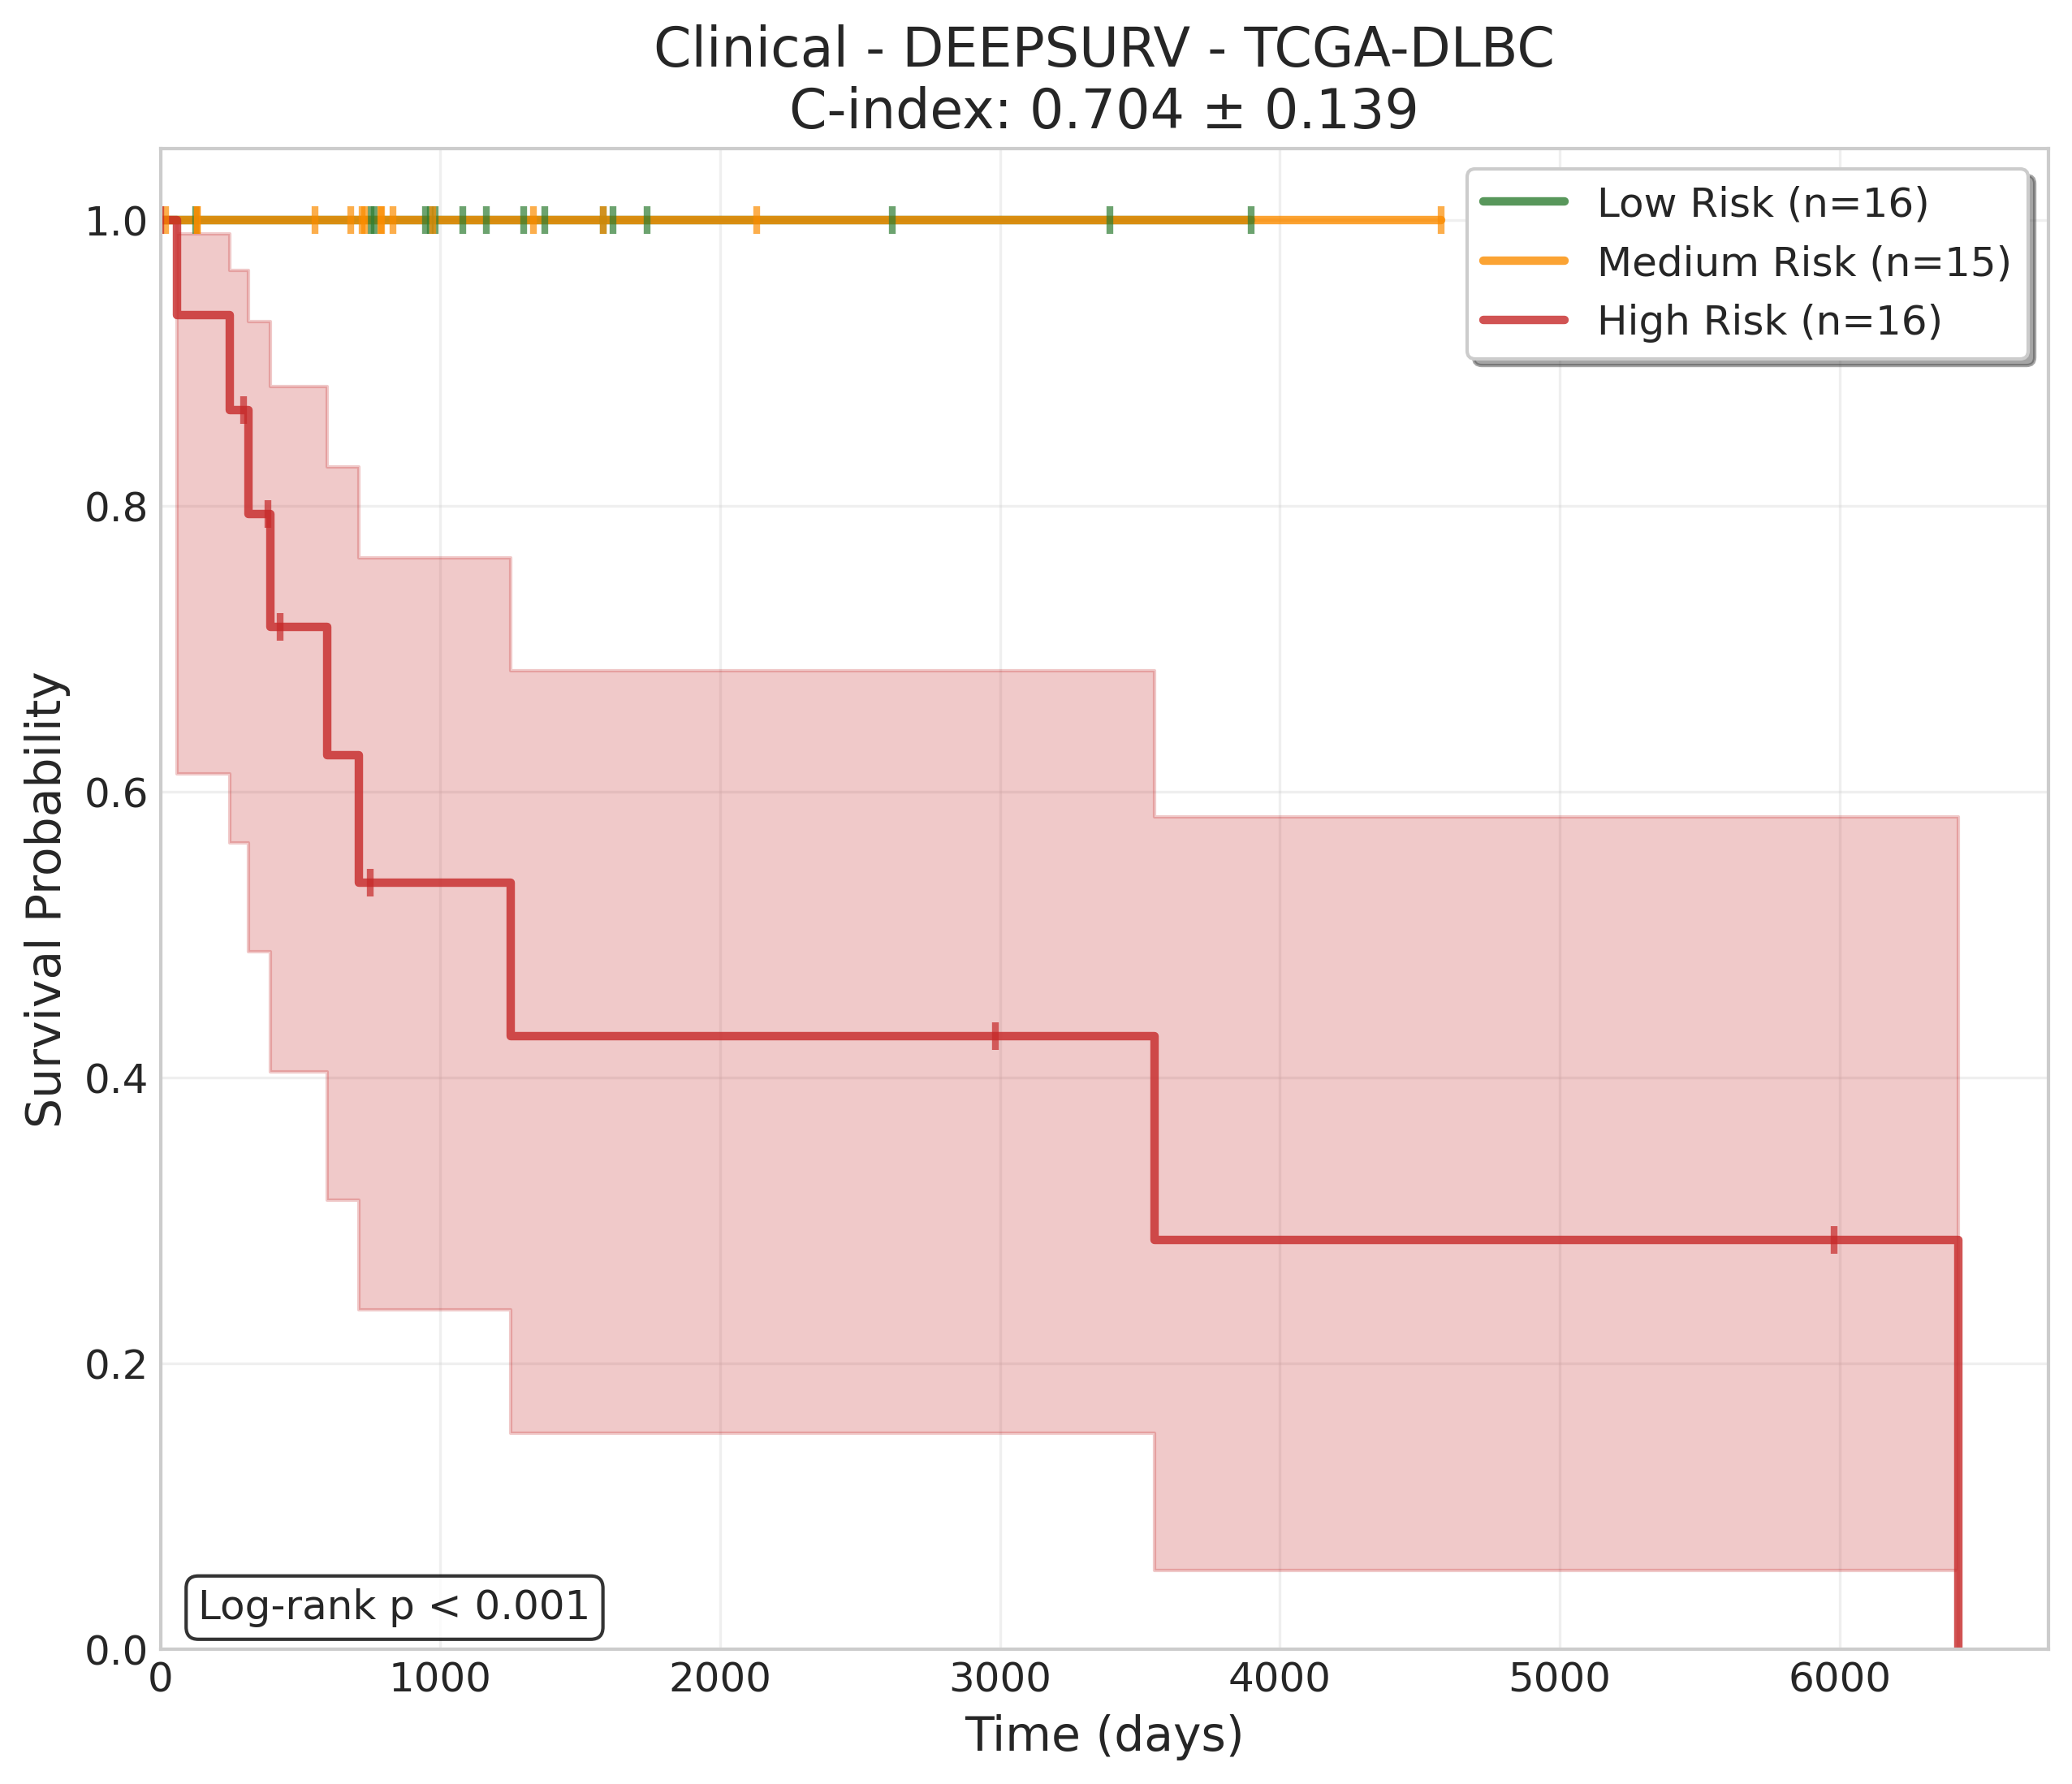 Clinical - DEEPSURV - TCGA-DLBC
C-index: 0.704 ± 0.139
Low Risk (n=16)
Medium Risk (n=15)
High Risk (n=16)
Survival Probability
1.0
0.8
0.6
0.4
0.2
0.0
Log-rank p < 0.001
0 1000 2000 3000 4000 5000 6000
Time (days)